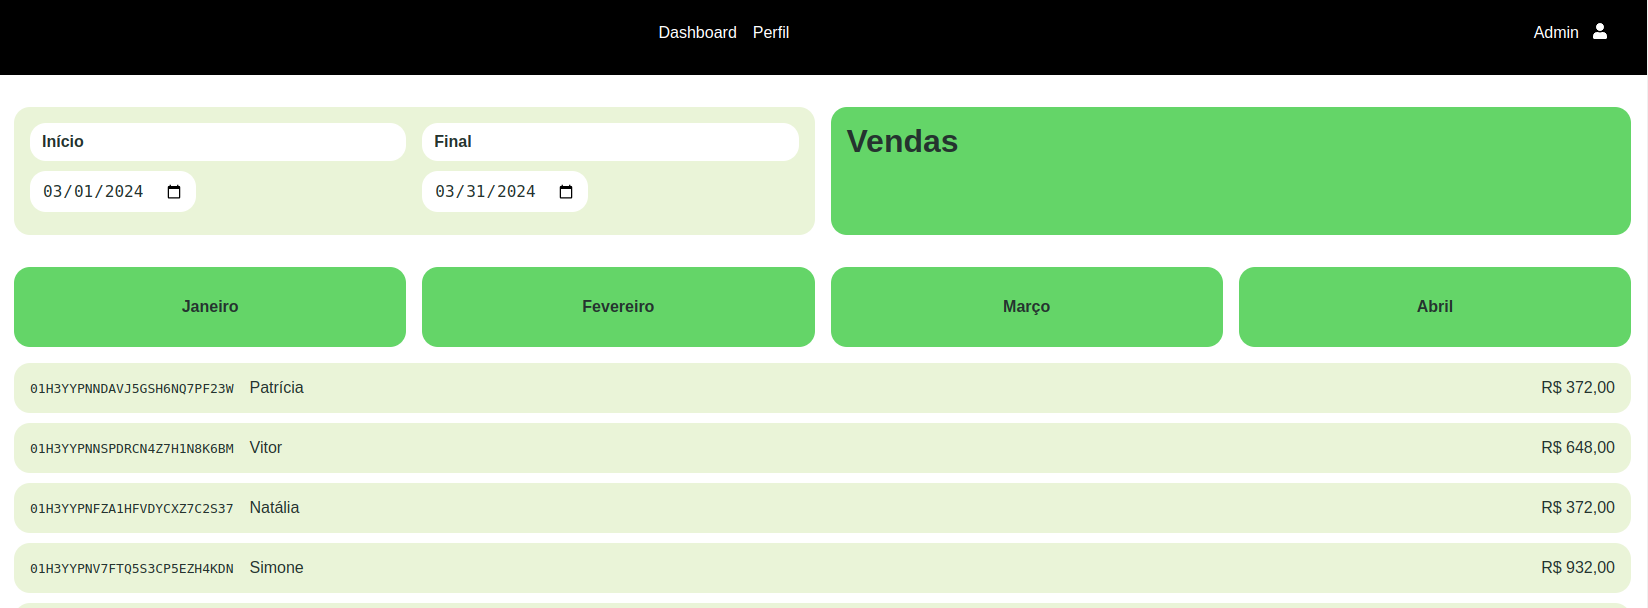 Dashboard Perfil Admin
Início Final
03/01/2024 03/31/2024
Vendas
Janeiro Fevereiro Março Abril
01H3YYPNNDAVJ5GSH6NQ7PF23W Patrícia R$ 372,00
01H3YYPNNSPDRCN4Z7H1N8K6BM Vitor R$ 648,00
01H3YYPNFZA1HFVDYCXZ7C2S37 Natália R$ 372,00
01H3YYPNV7FTQ5S3CP5EZH4KDN Simone R$ 932,00